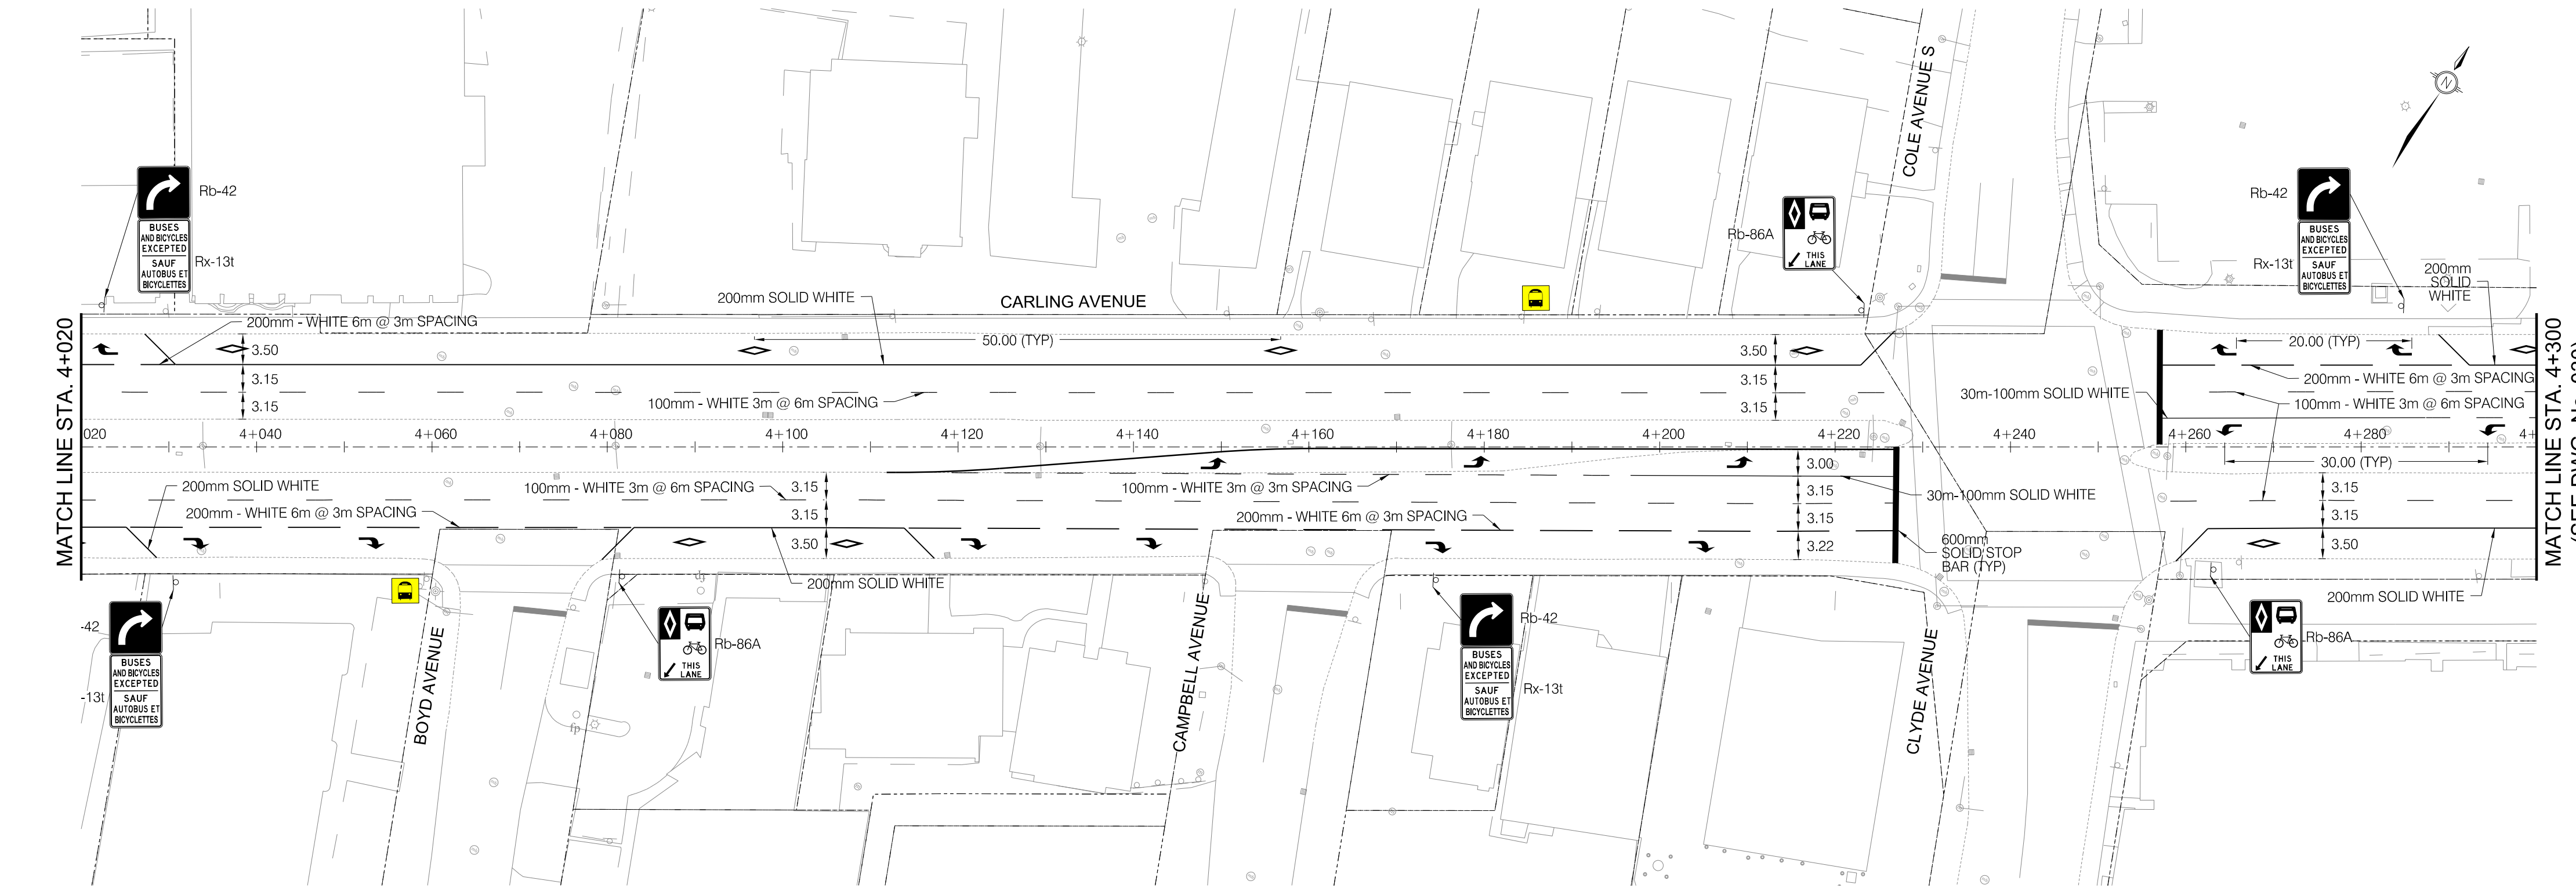 COLE AVENUE S
N
Rb-42
BUSES
AND BICYCLES
EXCEPTED
SAUF
AUTOBUS ET
BICYCLETTES
Rx-13t
Rb-86A
THIS
LANE
Rb-42
BUSES
AND BICYCLES
EXCEPTED
SAUF
AUTOBUS ET
BICYCLETTES
Rx-13t
200mm
SOLID
WHITE
MATCH LINE STA. 4+020
200mm - WHITE 6m @ 3m SPACING
200mm SOLID WHITE
CARLING AVENUE
3.50
50.00 (TYP)
3.50
20.00 (TYP)
3.15
3.15
200mm - WHITE 6m @ 3m SPACING
3.15
100mm - WHITE 3m @ 6m SPACING
3.15
30m-100mm SOLID WHITE
100mm - WHITE 3m @ 6m SPACING
020
4+040
4+060
4+080
4+100
4+120
4+140
4+160
4+180
4+200
4+220
4+240
4+260
4+280
4+
MATCH LINE STA. 4+300
3.00
30.00 (TYP)
200mm SOLID WHITE
100mm - WHITE 3m @ 6m SPACING
3.15
100mm - WHITE 3m @ 3m SPACING
3.15
30m-100mm SOLID WHITE
3.15
200mm - WHITE 6m @ 3m SPACING
3.15
200mm - WHITE 6m @ 3m SPACING
3.15
3.15
3.50
3.22
600mm
SOLID STOP
BAR (TYP)
3.50
200mm SOLID WHITE
200mm SOLID WHITE
-42
BUSES
AND BICYCLES
EXCEPTED
SAUF
AUTOBUS ET
BICYCLETTES
-13t
BOYD AVENUE
Rb-86A
THIS
LANE
CAMPBELL AVENUE
Rb-42
BUSES
AND BICYCLES
EXCEPTED
SAUF
AUTOBUS ET
BICYCLETTES
Rx-13t
CLYDE AVENUE
Rb-86A
THIS
LANE
fp